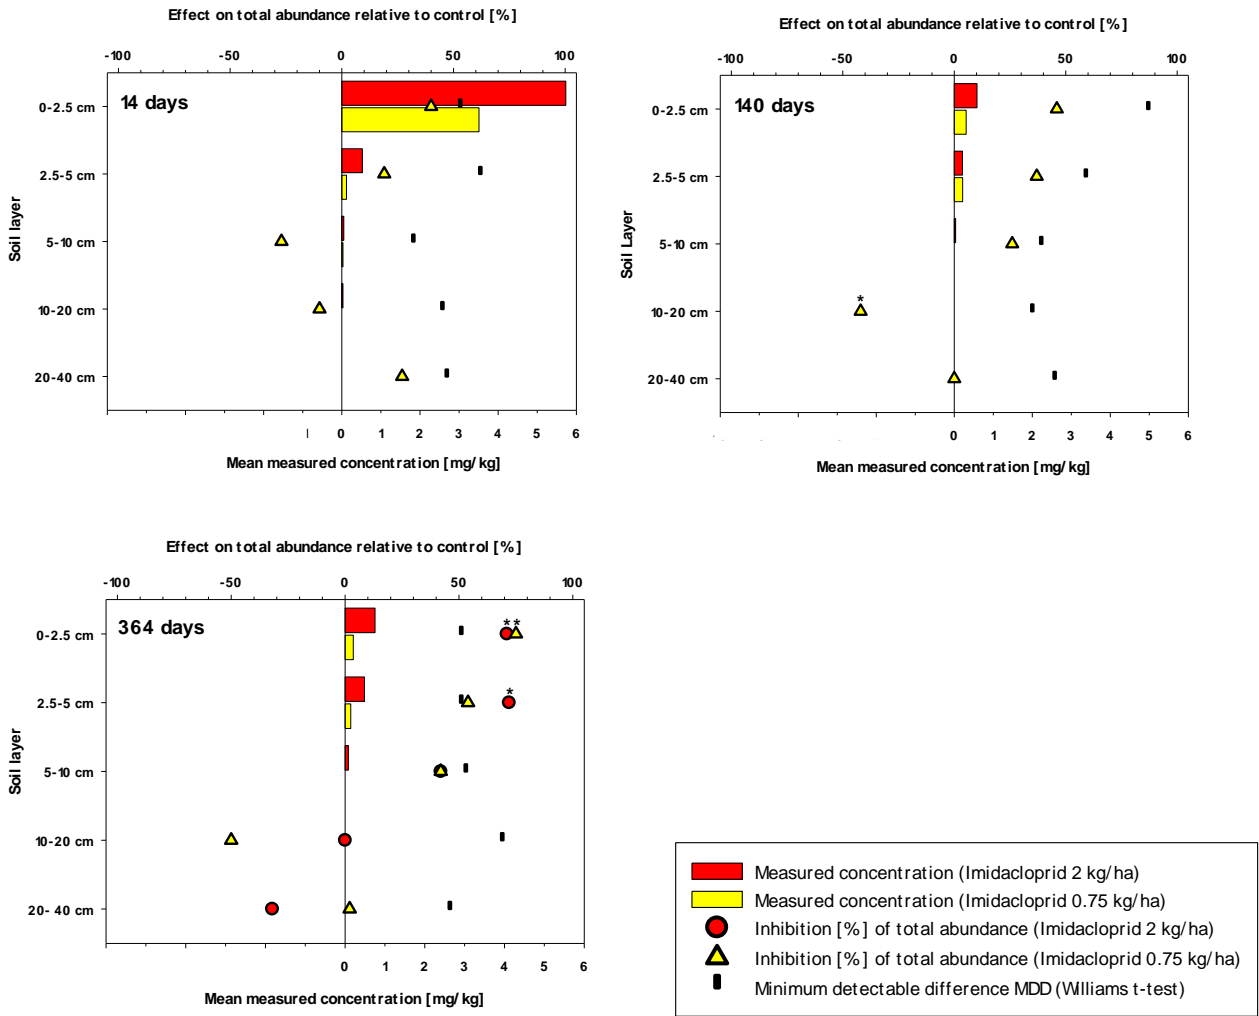 Effect on total abundance relative to control [%]
-100 -50 0 50 100
14 days
Soil layer
0-2.5 cm
2.5-5 cm
5-10 cm
10-20 cm
20-40 cm
0 1 2 3 4 5 6
Mean measured concentration [mg/kg]
Effect on total abundance relative to control [%]
-100 -50 0 50 100
140 days
Soil Layer
0-2.5 cm
2.5-5 cm
5-10 cm
*
10-20 cm
20-40 cm
0 1 2 3 4 5 6
Mean measured concentration [mg/kg]
Effect on total abundance relative to control [%]
-100 -50 0 50 100
364 days
Soil layer
* *
0-2.5 cm
*
2.5-5 cm
5-10 cm
10-20 cm
20- 40 cm
0 1 2 3 4 5 6
Mean measured concentration [mg/kg]
Measured concentration (Imidacloprid 2 kg/ha)
Measured concentration (Imidacloprid 0.75 kg/ha)
Inhibition [%] of total abundance (Imidacloprid 2 kg/ha)
Inhibition [%] of total abundance (Imidacloprid 0.75 kg/ha)
Minimum detectable difference MDD (Williams t-test)